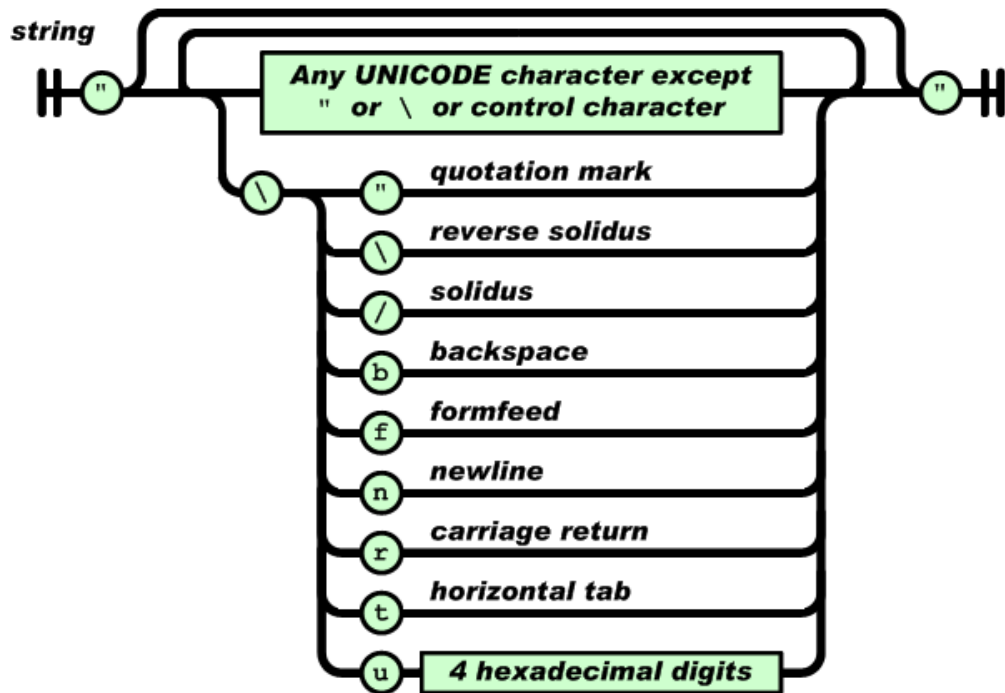 string
" Any UNICODE character except "
" or \ or control character
\ " quotation mark
\ reverse solidus
/ solidus
b backspace
f formfeed
n newline
r carriage return
t horizontal tab
u 4 hexadecimal digits